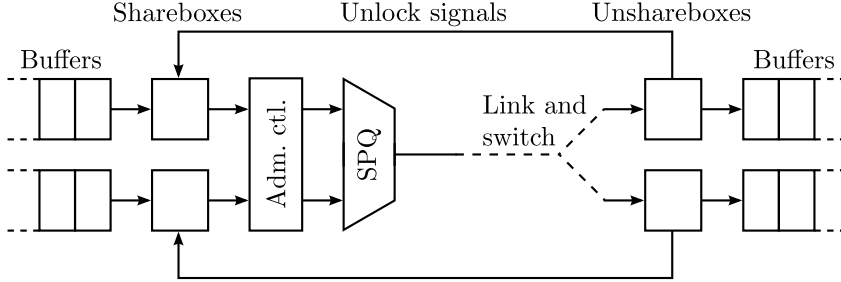 Shareboxes
Unlock signals
Unshareboxes
Buffers
Buffers
Adm. ctl.
SPQ
Link and
switch